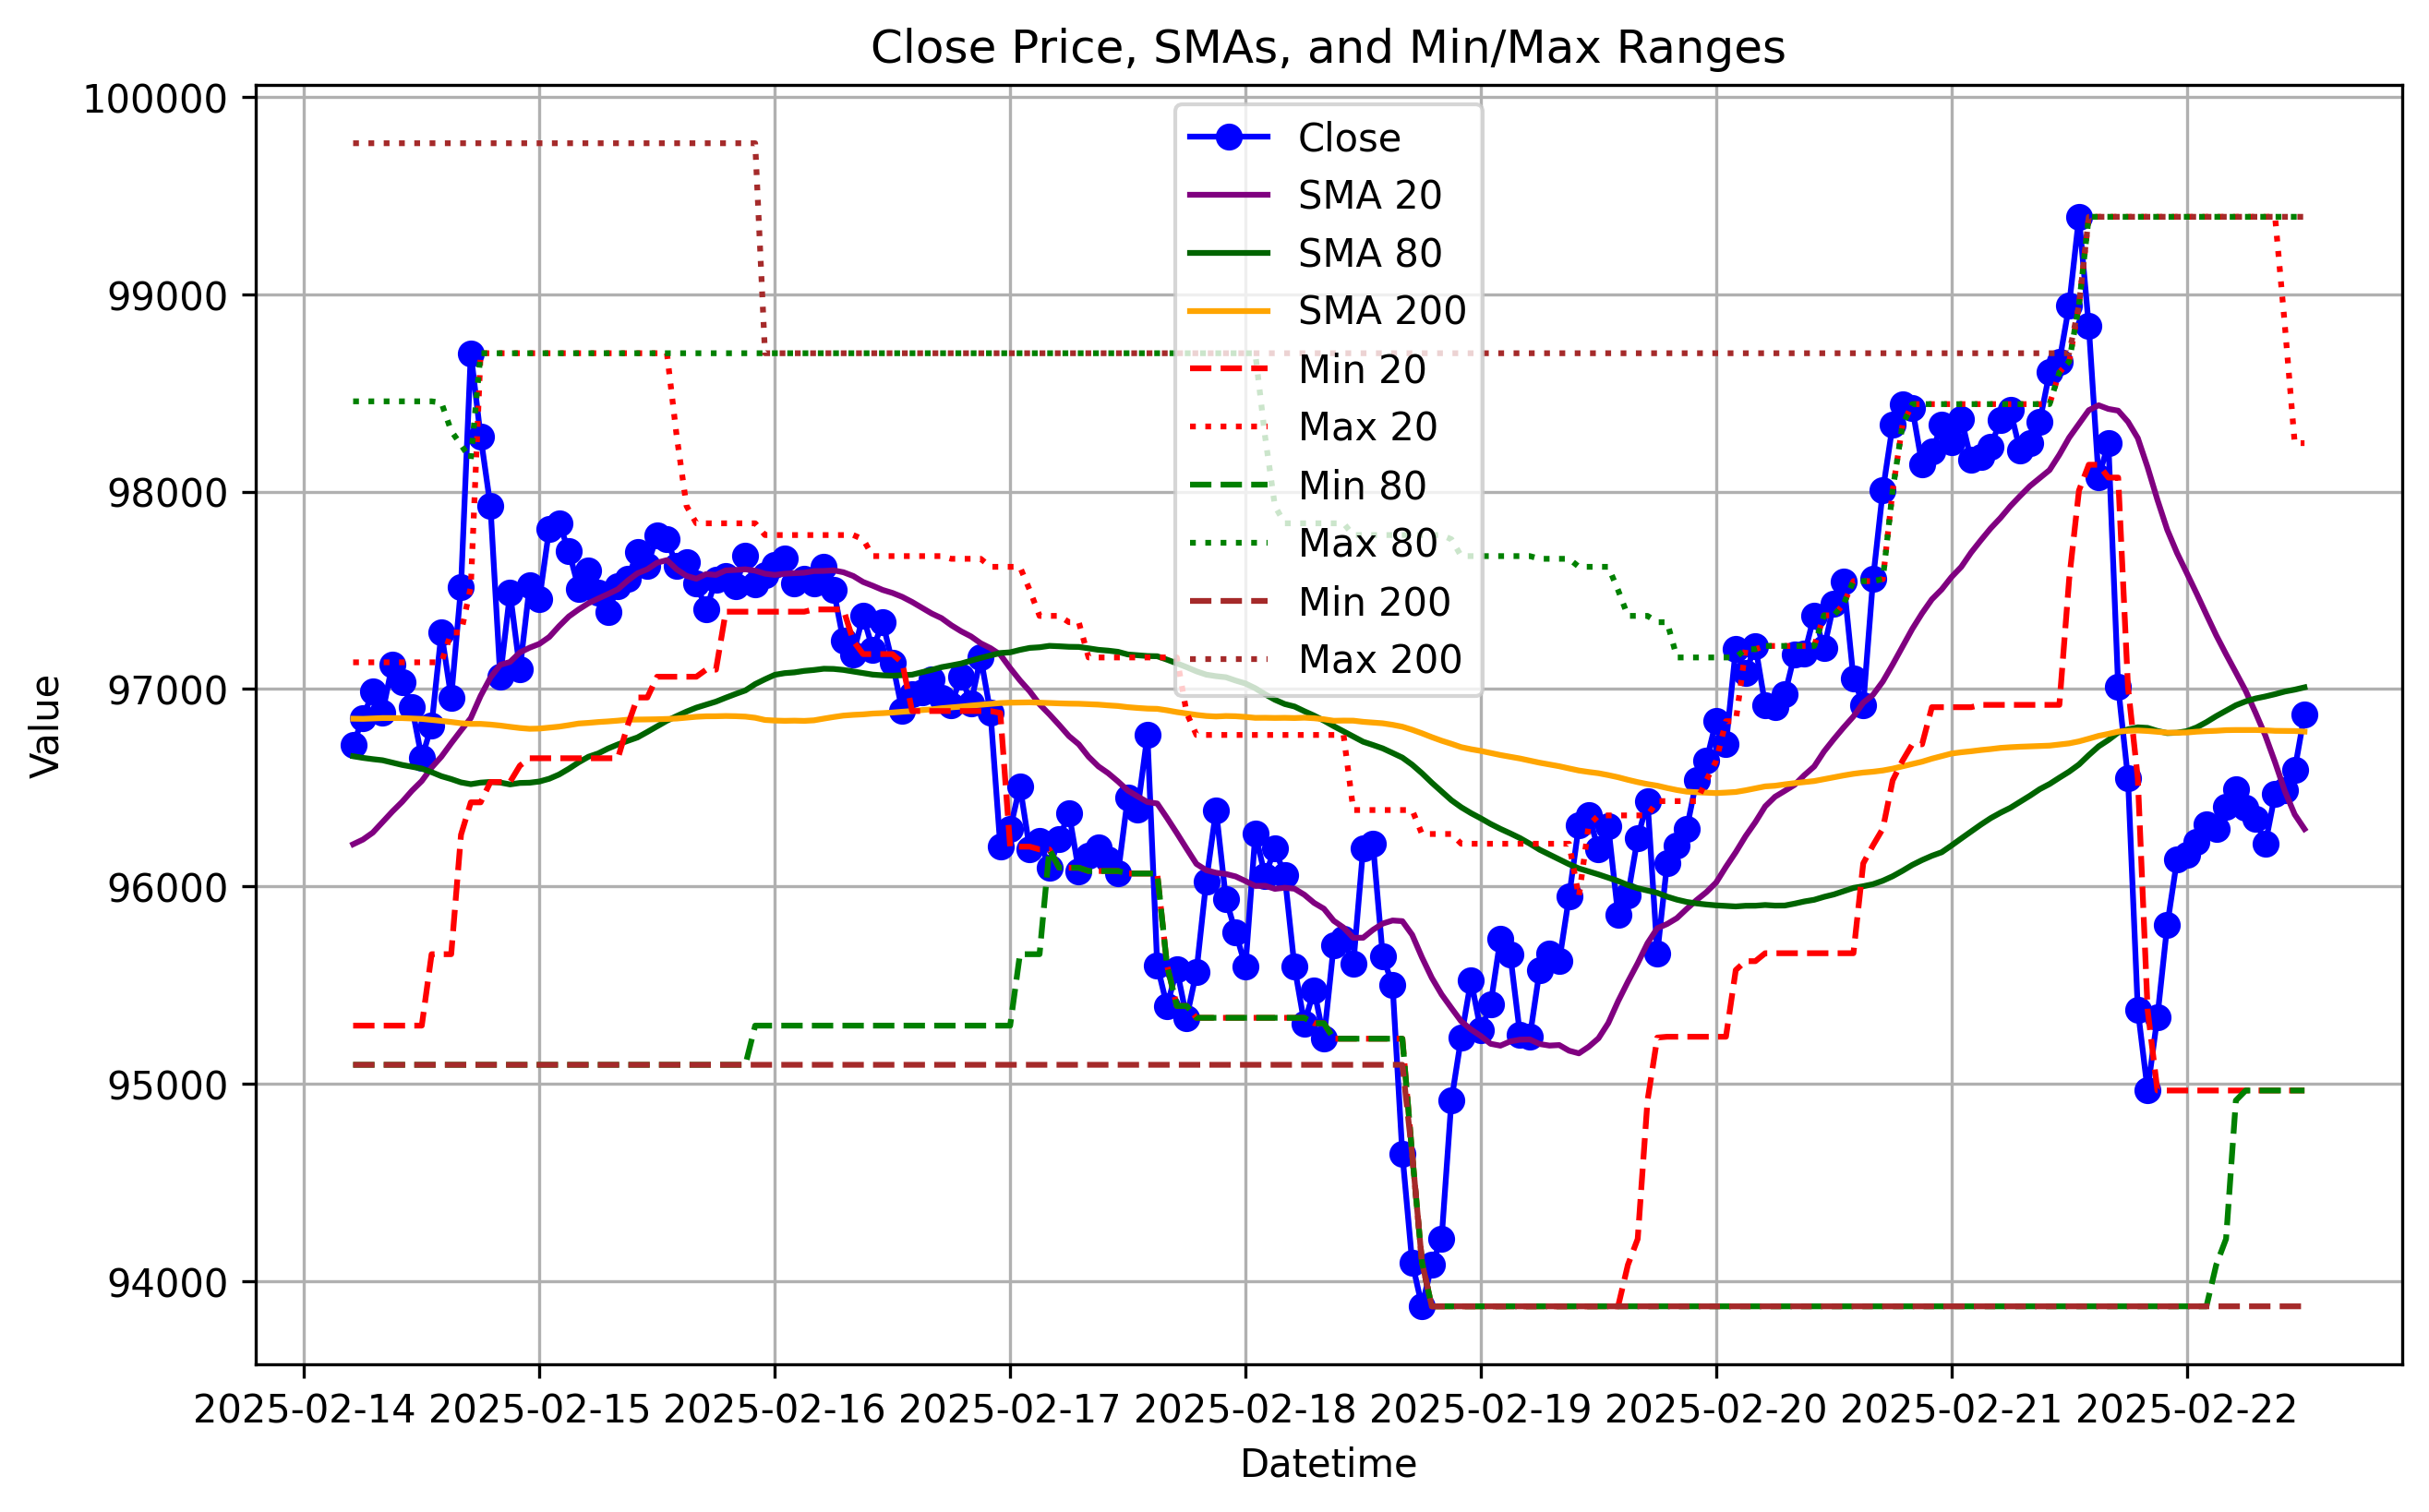 Close Price, SMAs, and Min/Max Ranges
100000
99000
98000
97000
96000
95000
94000
Value
Close
SMA 20
SMA 80
SMA 200
Min 20
Max 20
Min 80
Max 80
Min 200
Max 200
2025-02-14 2025-02-15 2025-02-16 2025-02-17 2025-02-18 2025-02-19 2025-02-20 2025-02-21 2025-02-22
Datetime